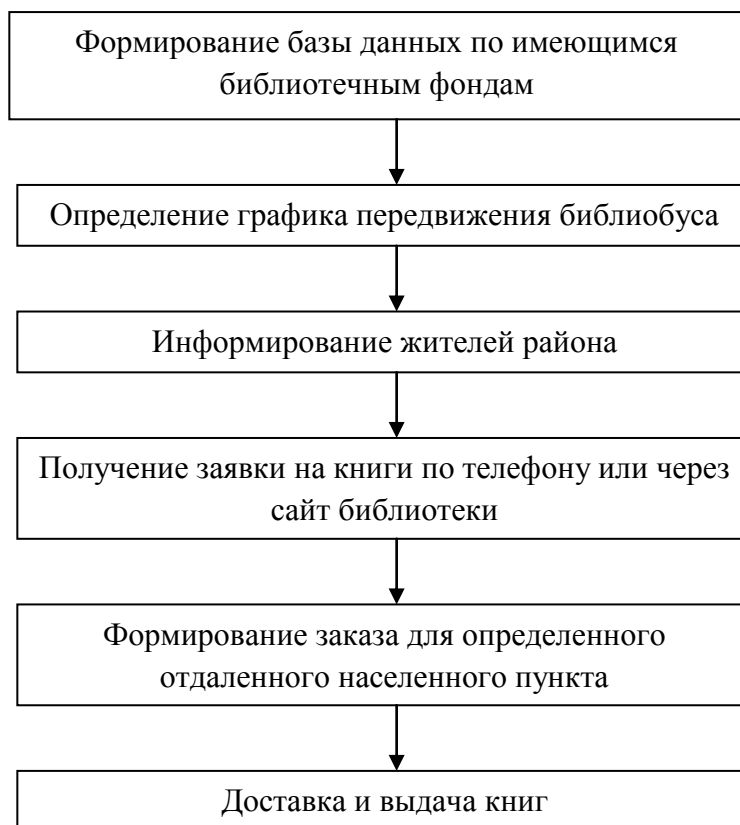 Формирование базы данных по имеющимся
библиотечным фондам
Определение графика передвижения библиобуса
Информирование жителей района
Получение заявки на книги по телефону или через
сайт библиотеки
Формирование заказа для определенного
отдаленного населенного пункта
Доставка и выдача книг